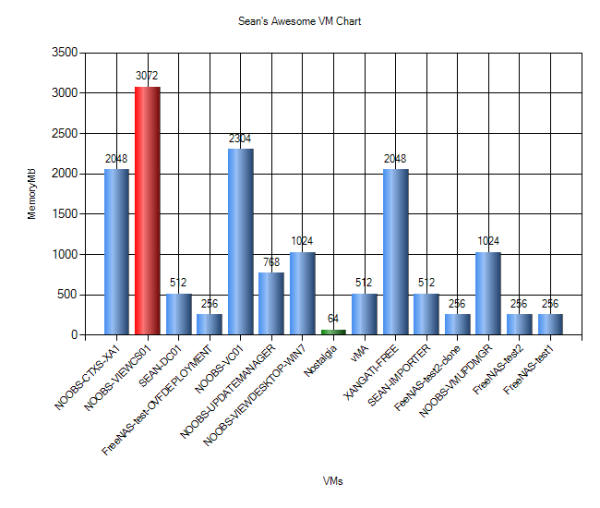 Sean's Awesome VM Chart
3500
3000
2500
2000
1500
1000
500
0
MemoryMB
2048
3072
512
256
2304
768
1024
64
512
2048
512
256
1024
256
256
NOOBS-CTXS-XA1
NOOBS-VIEWCS01
SEAN-DC01
FreeNAS-test-OVFDEPLOYMENT
NOOBS-VC01
NOOBS-UPDATEMANAGER
NOOBS-VIEWDESKTOP-WIN7
Nostalgia
vMA
XANGATI-FREE
SEAN-IMPORTER
FeeNAS-test2-clone
NOOBS-VMUPDMGR
FreeNAS-test2
FreeNAS-test1
VMs